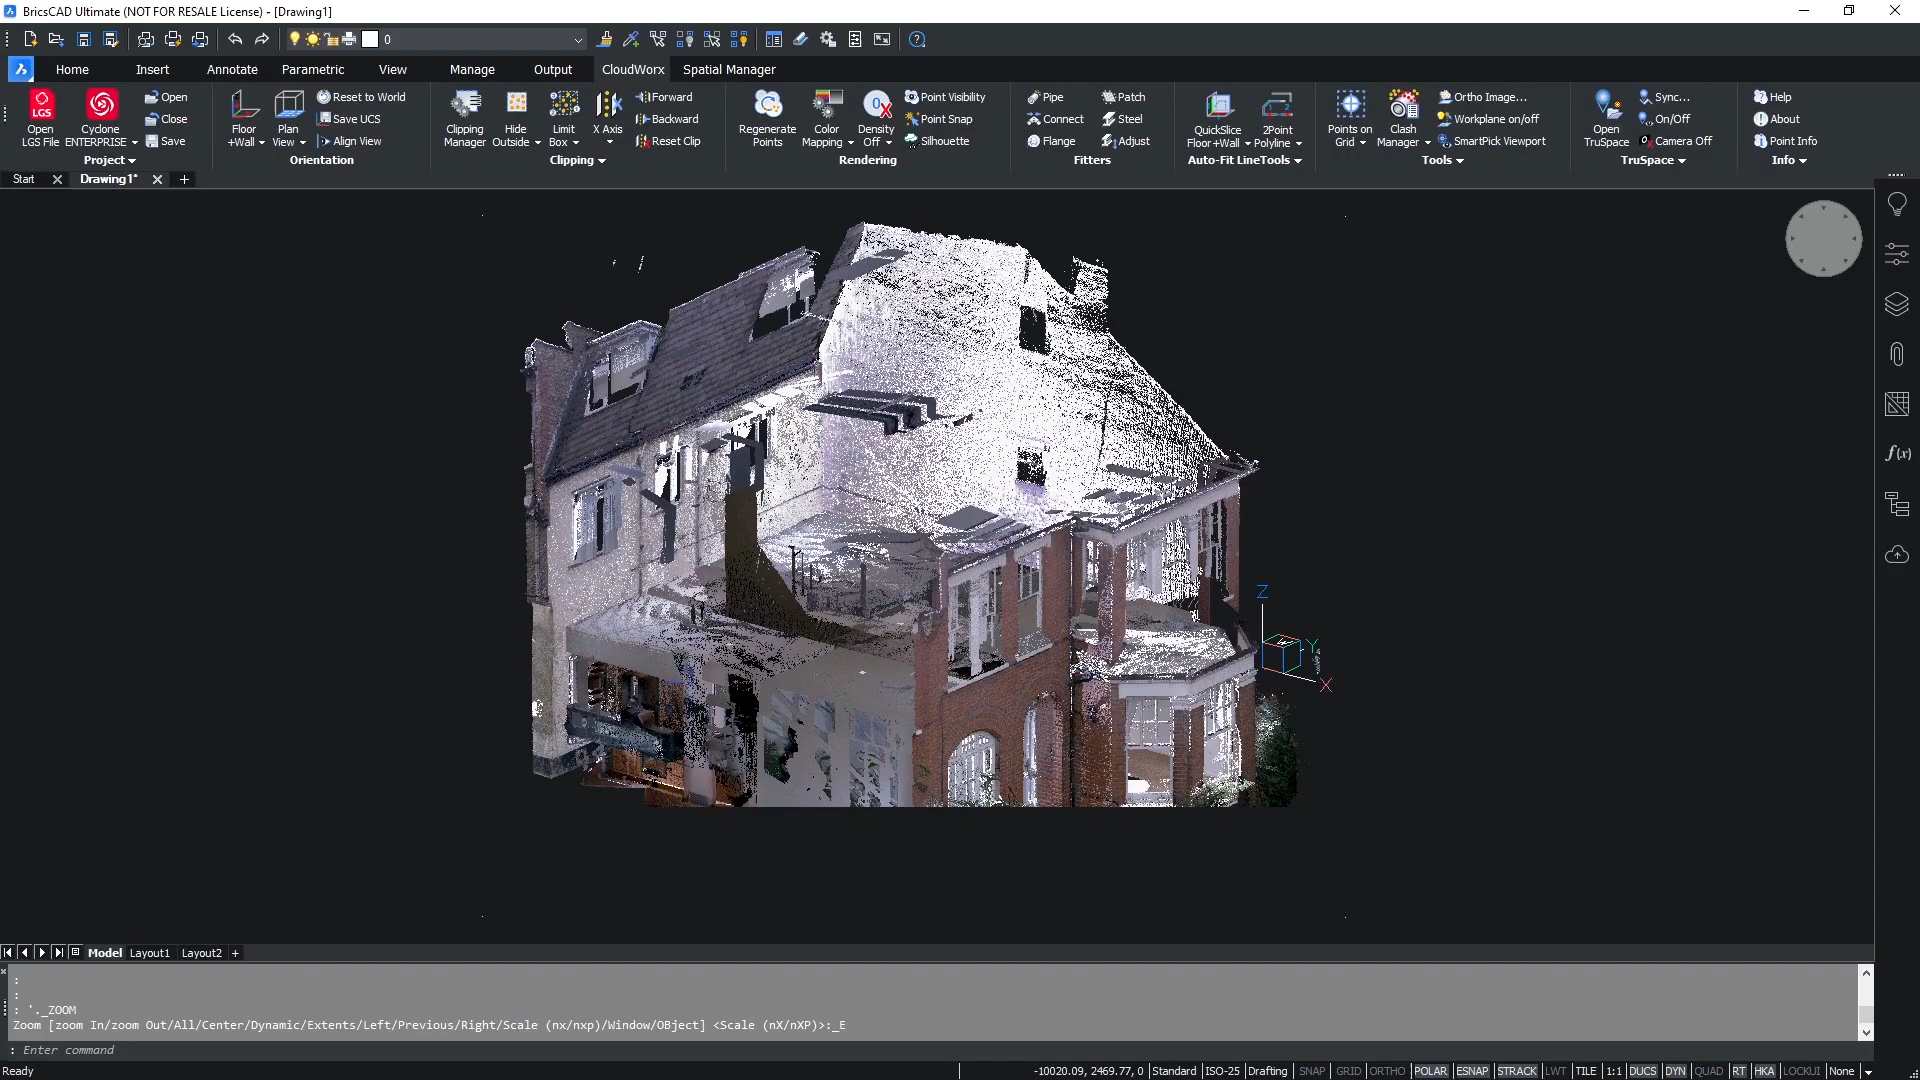 BricsCAD Ultimate (NOT FOR RESALE License) - [Drawing1]
0
Home Insert Annotate Parametric View Manage Output CloudWorx Spatial Manager
LGS
Open LGS File
Cyclone ENTERPRISE
Open
Close
Save
Project
Floor +Wall
Plan View
Reset to World
Save UCS
Align View
Orientation
Clipping Manager
Hide Outside
Limit Box
X Axis
Forward
Backward
Reset Clip
Clipping
Regenerate Points
Color Mapping
Density Off
Point Visibility
Point Snap
Silhouette
Rendering
Pipe
Connect
Flange
Patch
Steel
Adjust
Fitters
QuickSlice Floor+Wall
2Point Polyline
Auto-Fit LineTools
Points on Grid
Clash Manager
Ortho Image...
Workplane on/off
SmartPick Viewport
Tools
Open TruSpace
Sync...
On/Off
Camera Off
TruSpace
Help
About
Point Info
Info
Start Drawing1* +
Z
Y
X
f(x)
Model Layout1 Layout2 +
:
:
: '._ZOOM
Zoom [zoom In/zoom Out/All/Center/Dynamic/Extents/Left/Previous/Right/Scale (nx/nxp)/Window/OBject] <Scale (nX/nXP)>:_E
: Enter command
Ready -10020.09, 2469.77, 0 Standard ISO-25 Drafting SNAP GRID ORTHO POLAR ESNAP STRACK LWT TILE 1:1 DUCS DYN QUAD RT HKA LOCKUI None